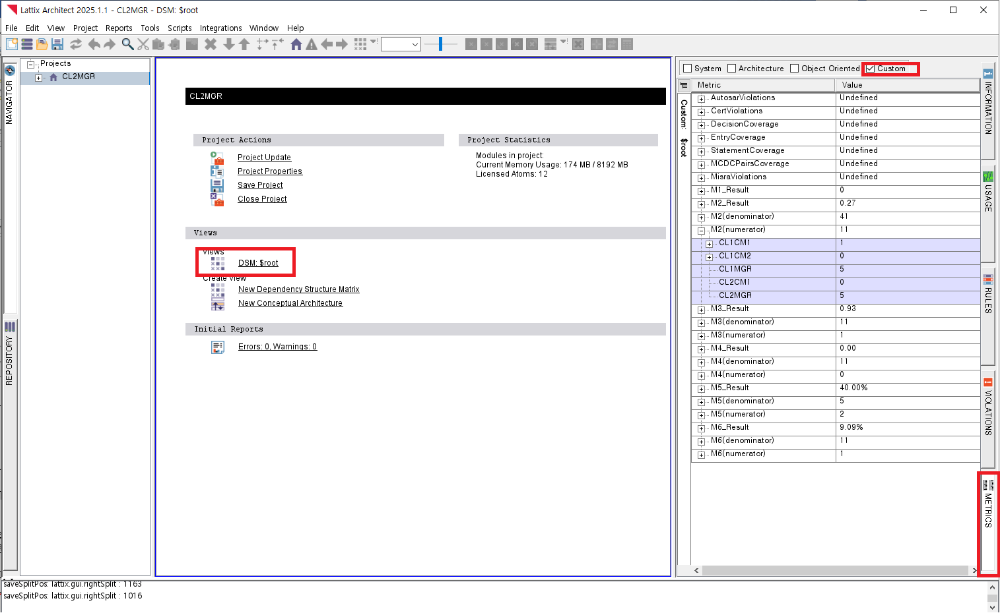 Lattix Architect 2025.1.1 - CL2MGR - DSM: $root
File Edit View Project Reports Tools Scripts Integrations Window Help
NAVIGATOR
REPOSITORY
Projects
CL2MGR
CL2MGR
Project Actions
Project Update
Project Properties
Save Project
Close Project
Project Statistics
Modules in project:
Current Memory Usage: 174 MB / 8192 MB
Licensed Atoms: 12
Views
Views
DSM: $root
Create View
New Dependency Structure Matrix
New Conceptual Architecture
Initial Reports
Errors: 0, Warnings: 0
System Architecture Object Oriented Custom
Custom: $root
Metric Value
AutosarViolations Undefined
CertViolations Undefined
DecisionCoverage Undefined
EntryCoverage Undefined
StatementCoverage Undefined
MCDCPairsCoverage Undefined
MisraViolations Undefined
M1_Result 0
M2_Result 0.27
M2(denominator) 41
M2(numerator) 11
CL1CM1 1
CL1CM2 0
CL1MGR 5
CL2CM1 0
CL2MGR 5
M3_Result 0.93
M3(denominator) 11
M3(numerator) 1
M4_Result 0.00
M4(denominator) 11
M4(numerator) 0
M5_Result 40.00%
M5(denominator) 5
M5(numerator) 2
M6_Result 9.09%
M6(denominator) 11
M6(numerator) 1
INFORMATION
USAGE
RULES
VIOLATIONS
METRICS
saveSplitPos: lattix.gui.rightSplit : 1163
saveSplitPos: lattix.gui.rightSplit : 1016